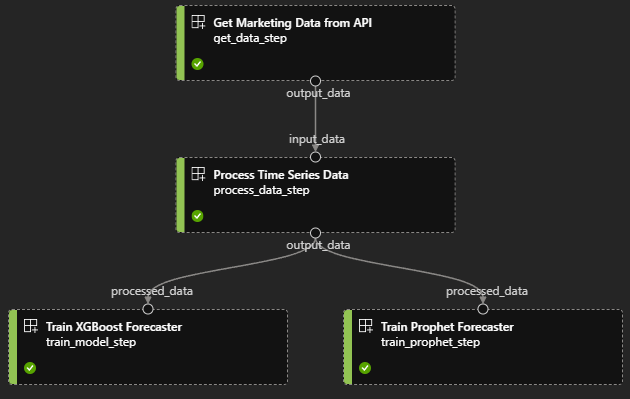 Get Marketing Data from API
get_data_step
output_data
input_data
Process Time Series Data
process_data_step
output_data
processed_data
processed_data
Train XGBoost Forecaster
train_model_step
Train Prophet Forecaster
train_prophet_step